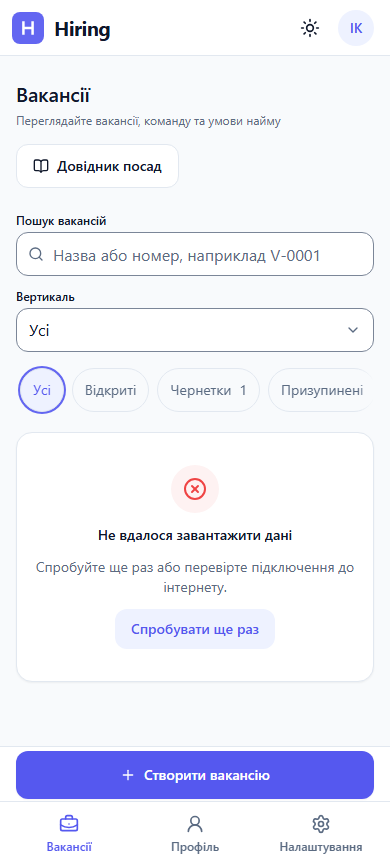 H Hiring
ІК
Вакансії
Переглядайте вакансії, команду та умови найму
Довідник посад
Пошук вакансій
Назва або номер, наприклад V-0001
Вертикаль
Усі
Усі Відкриті Чернетки 1 Призупинені
Не вдалося завантажити дані
Спробуйте ще раз або перевірте підключення до
інтернету.
Спробувати ще раз
+ Створити вакансію
Вакансії Профіль Налаштування